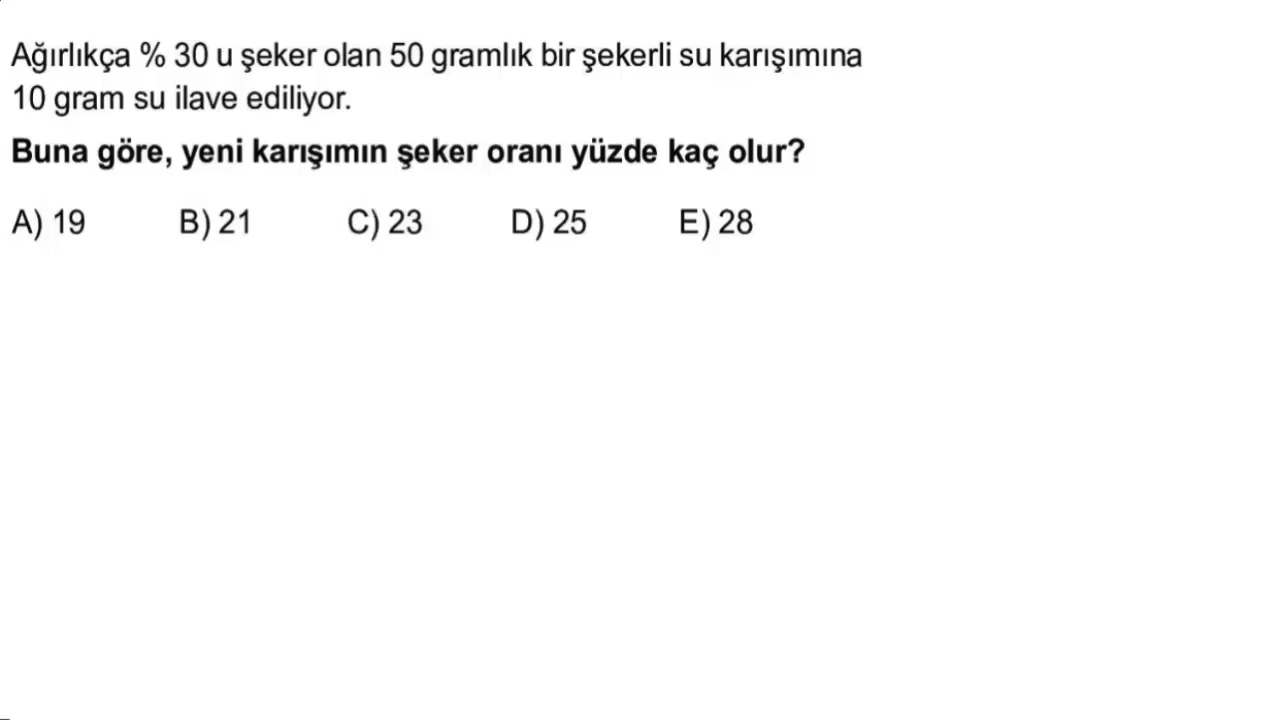 Ağırlıkça % 30 u şeker olan 50 gramlık bir şekerli su karışımına
10 gram su ilave ediliyor.
Buna göre, yeni karışımın şeker oranı yüzde kaç olur?
A) 19 B) 21 C) 23 D) 25 E) 28